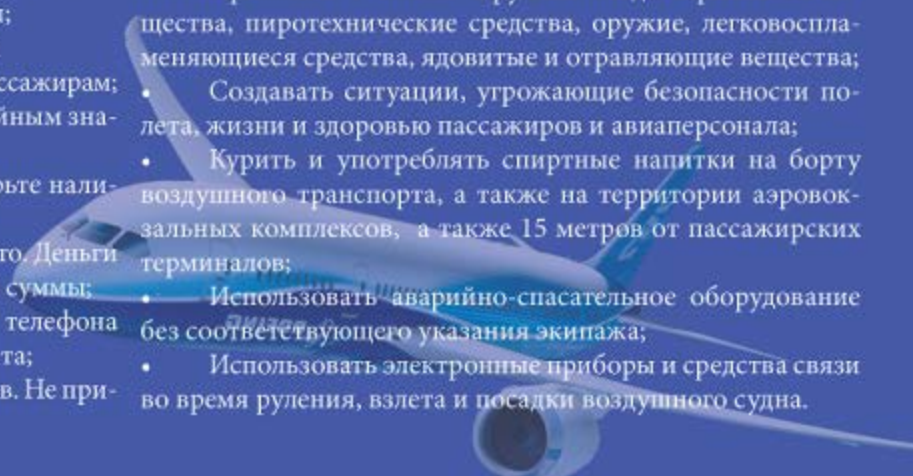 м;
ссажирам;
йным зна-
рьте нали-
то. Деньги
суммы;
телефона
та;
в. Не при-
щества, пиротехнические средства, оружие, легковоспла-
меняющиеся средства, ядовитые и отравляющие вещества;
• Создавать ситуации, угрожающие безопасности по-
лета, жизни и здоровью пассажиров и авиаперсонала;
• Курить и употреблять спиртные напитки на борту
воздушного транспорта, а также на территории аэровок-
зальных комплексов, а также 15 метров от пассажирских
терминалов;
• Использовать аварийно-спасательное оборудование
без соответствующего указания экипажа;
• Использовать электронные приборы и средства связи
во время руления, взлета и посадки воздушного судна.